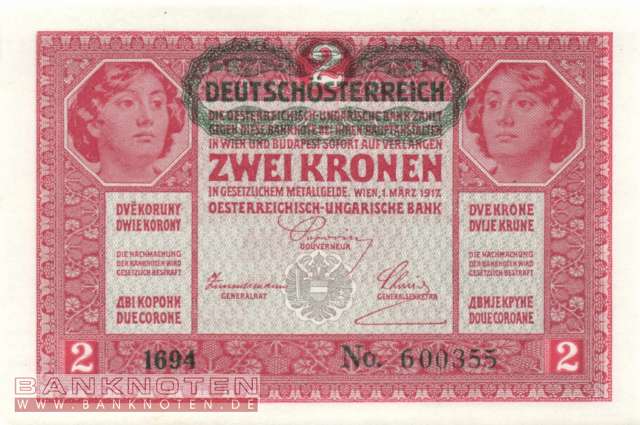 2
DEUTSCHÖSTERREICH
DIE OESTERREICHISCH-UNGARISCHE BANK ZAHLT
GEGEN DIESE BANKNOTE BEI IHREN HAUPTANSTALTEN
IN WIEN UND BUDAPEST SOFORT AUF VERLANGEN
ZWEI KRONEN
IN GESETZLICHEM METALLGELDE. WIEN, 1. MÄRZ 1917.
OESTERREICHISCH-UNGARISCHE BANK
DVĚ KORUNY
DWIE KORONY
DIE NACHMACHUNG
DER BANKNOTEN WIRD
GESETZLICH BESTRAFT
ДВІ КОРОНИ
DUE CORONE
GOUVERNEUR
GENERALRAT
GENERALSEKRETÄR
DVE KRONE
DVIJE KRUNE
DIE NACHMACHUNG
DER BANKNOTEN WIRD
GESETZLICH BESTRAFT
ДВИЈЕ КРУНЕ
DOUE COROANE
2
1694
No. 600355
2
BANKNOTEN
WWW.BANKNOTEN.DE